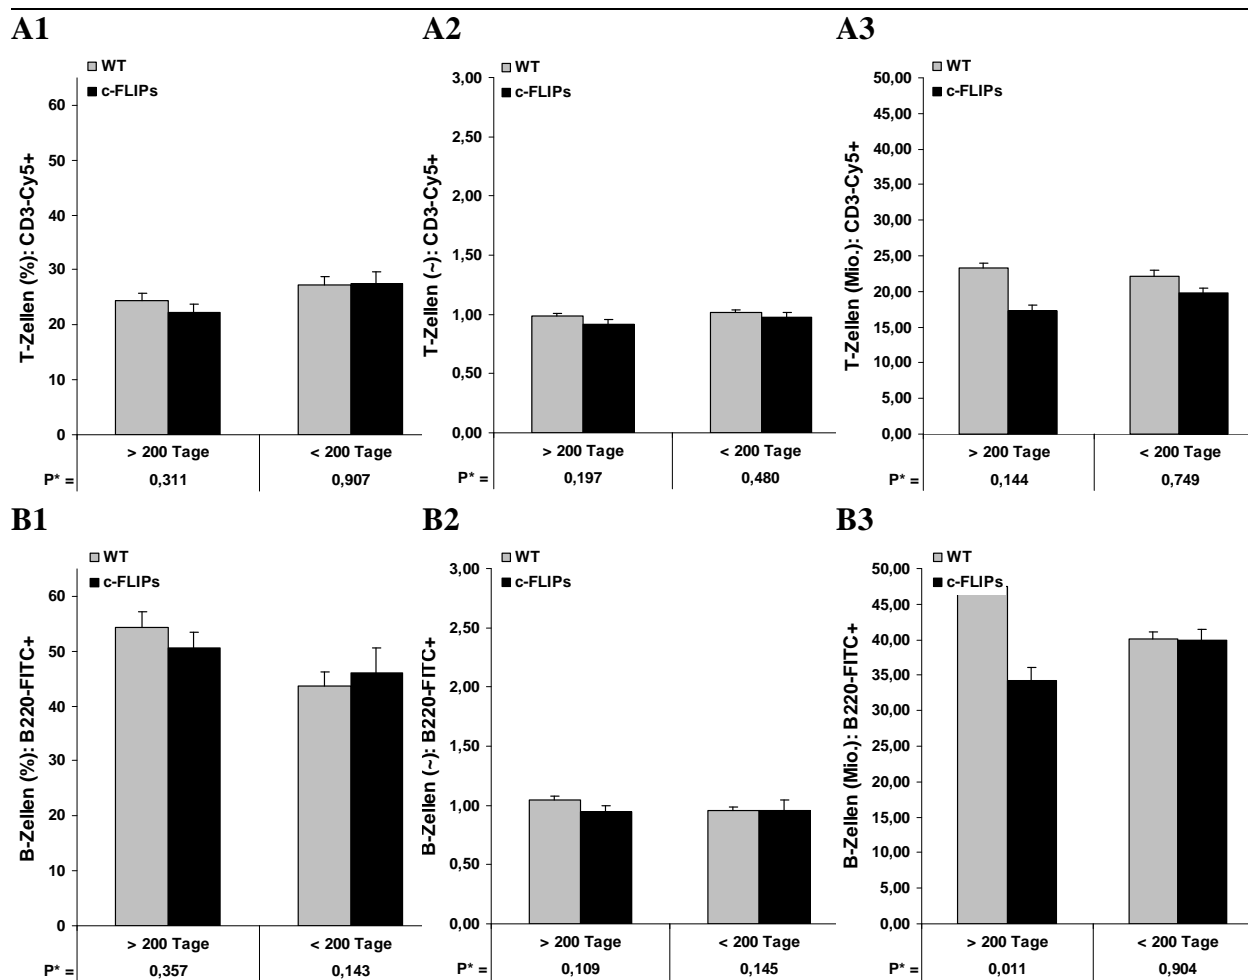 A1
WT
c-FLIPs
T-Zellen (%): CD3-Cy5+
60
50
40
30
20
10
0
> 200 Tage < 200 Tage
P* = 0,311 0,907
A2
WT
c-FLIPs
T-Zellen (~): CD3-Cy5+
3,00
2,50
2,00
1,50
1,00
0,50
0,00
> 200 Tage < 200 Tage
P* = 0,197 0,480
A3
WT
c-FLIPs
T-Zellen (Mio.): CD3-Cy5+
50,00
45,00
40,00
35,00
30,00
25,00
20,00
15,00
10,00
5,00
0,00
> 200 Tage < 200 Tage
P* = 0,144 0,749
B1
WT
c-FLIPs
B-Zellen (%): B220-FITC+
60
50
40
30
20
10
0
> 200 Tage < 200 Tage
P* = 0,357 0,143
B2
WT
c-FLIPs
B-Zellen (~): B220-FITC+
3,00
2,50
2,00
1,50
1,00
0,50
0,00
> 200 Tage < 200 Tage
P* = 0,109 0,145
B3
WT
c-FLIPs
B-Zellen (Mio.): B220-FITC+
50,00
45,00
40,00
35,00
30,00
25,00
20,00
15,00
10,00
5,00
0,00
> 200 Tage < 200 Tage
P* = 0,011 0,904